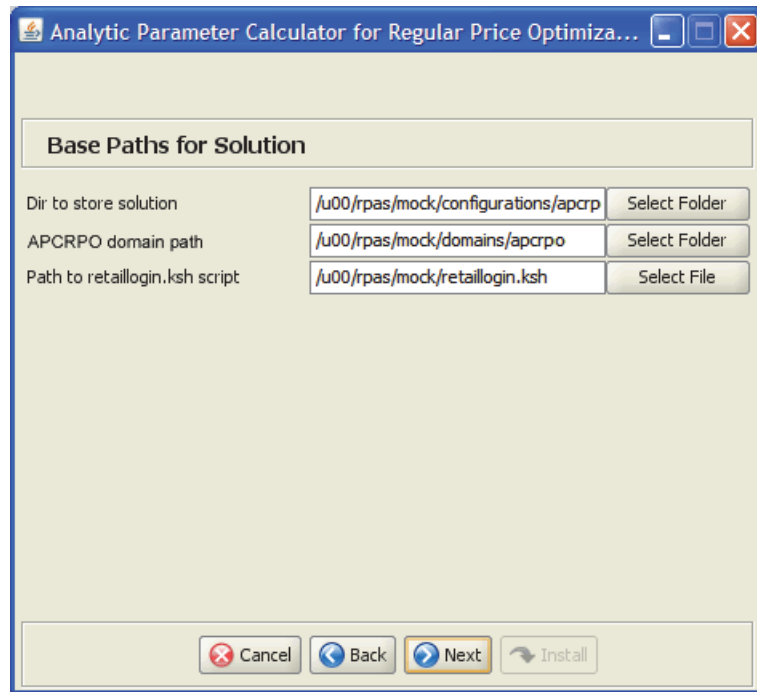 Analytic Parameter Calculator for Regular Price Optimiza...
Base Paths for Solution
Dir to store solution /u00/rpas/mock/configurations/apcrp Select Folder
APCRPO domain path /u00/rpas/mock/domains/apcrpo Select Folder
Path to retaillogin.ksh script /u00/rpas/mock/retaillogin.ksh Select File
Cancel Back Next Install